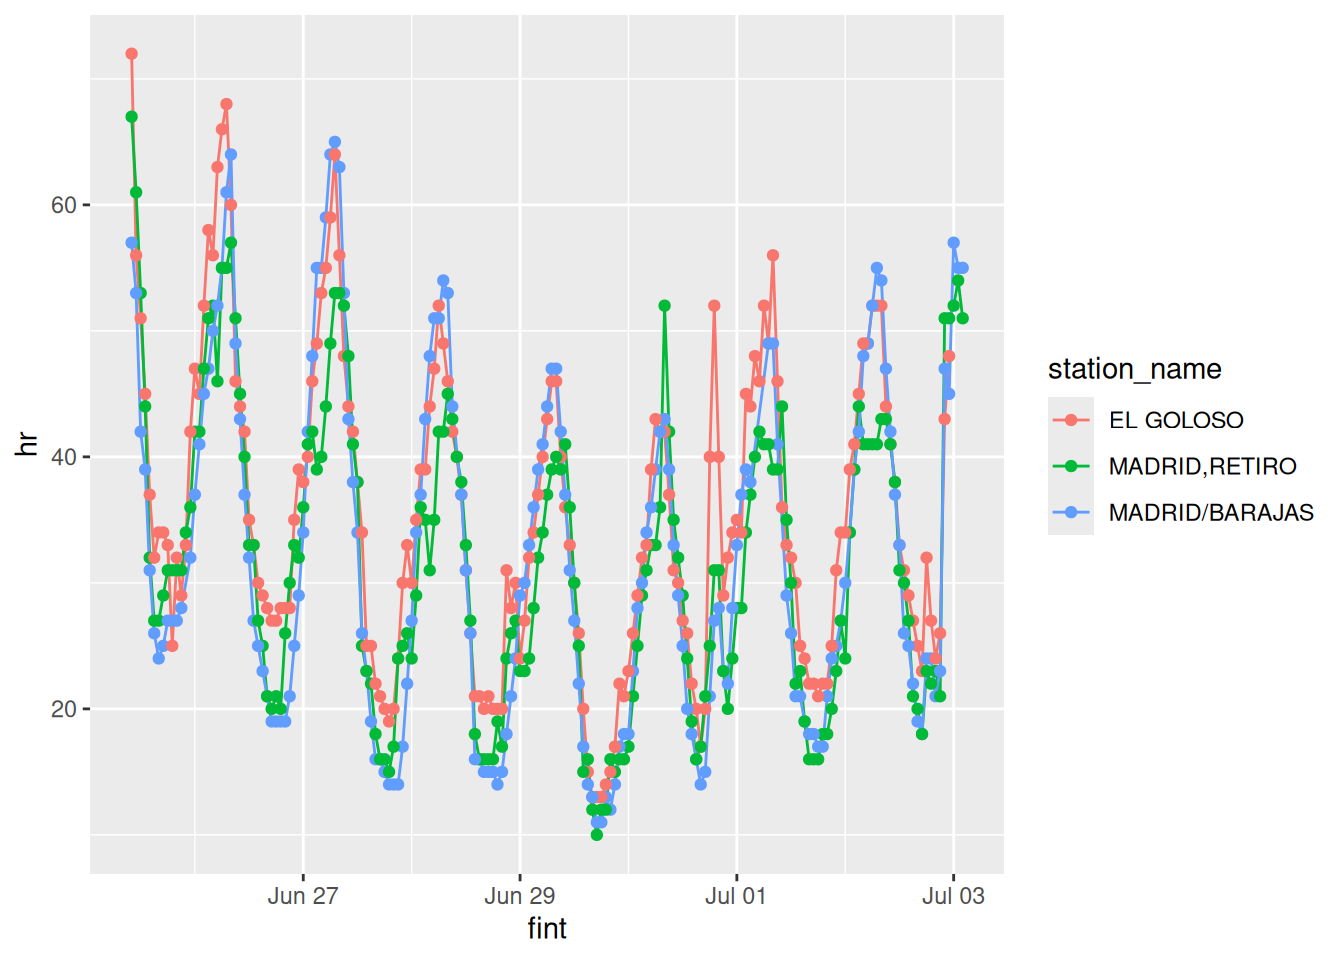 hr
60
40
20
Jun 27
Jun 29
Jul 01
Jul 03
fint
station_name
EL GOLOSO
MADRID,RETIRO
MADRID/BARAJAS